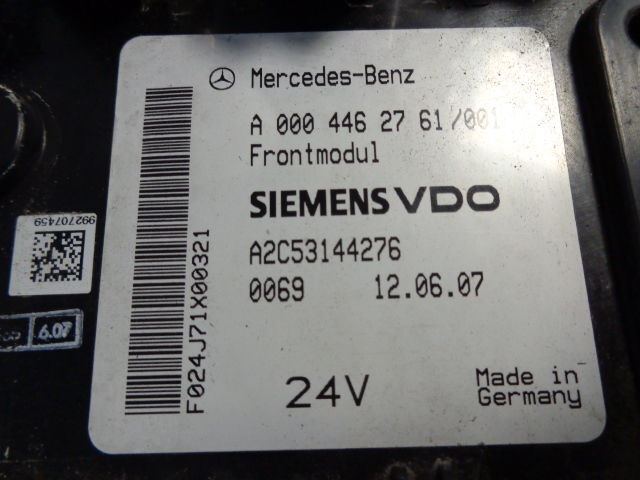 Mercedes-Benz
A 000 446 27 61/001
Frontmodul
SIEMENS VDO
A2C53144276
0069 12.06.07
24V
Made in
Germany
F024J71X00321
992707459
6.07